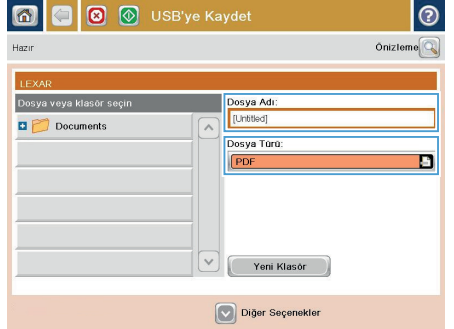 USB'ye Kaydet
Hazır
Önizleme
LEXAR
Dosya veya klasör seçin
Documents
Dosya Adı:
[Untitled]
Dosya Türü:
PDF
Yeni Klasör
Diğer Seçenekler